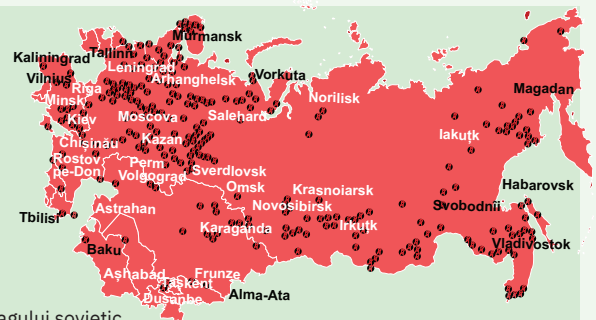 Murmansk
Tallinn
Kaliningrad
Leningrad
Vilnius
Arhanghelsk
Vorkuta
Riga
Minsk
Norilisk
Magadan
Moscova
Salehard
Kiev
Iakuțk
Chișinău
Kazan
Rostov
pe-Don
Perm
Sverdlovsk
Volgograd
Omsk
Krasnoiarsk
Habarovsk
Novosibirsk
Svobodnîi
Astrahan
Tbilisi
Karaganda
Irkuțk
Vladivostok
Baku
Așhabad
Frunze
Tașkent
Alma-Ata
Dușanbe
agului sovietic